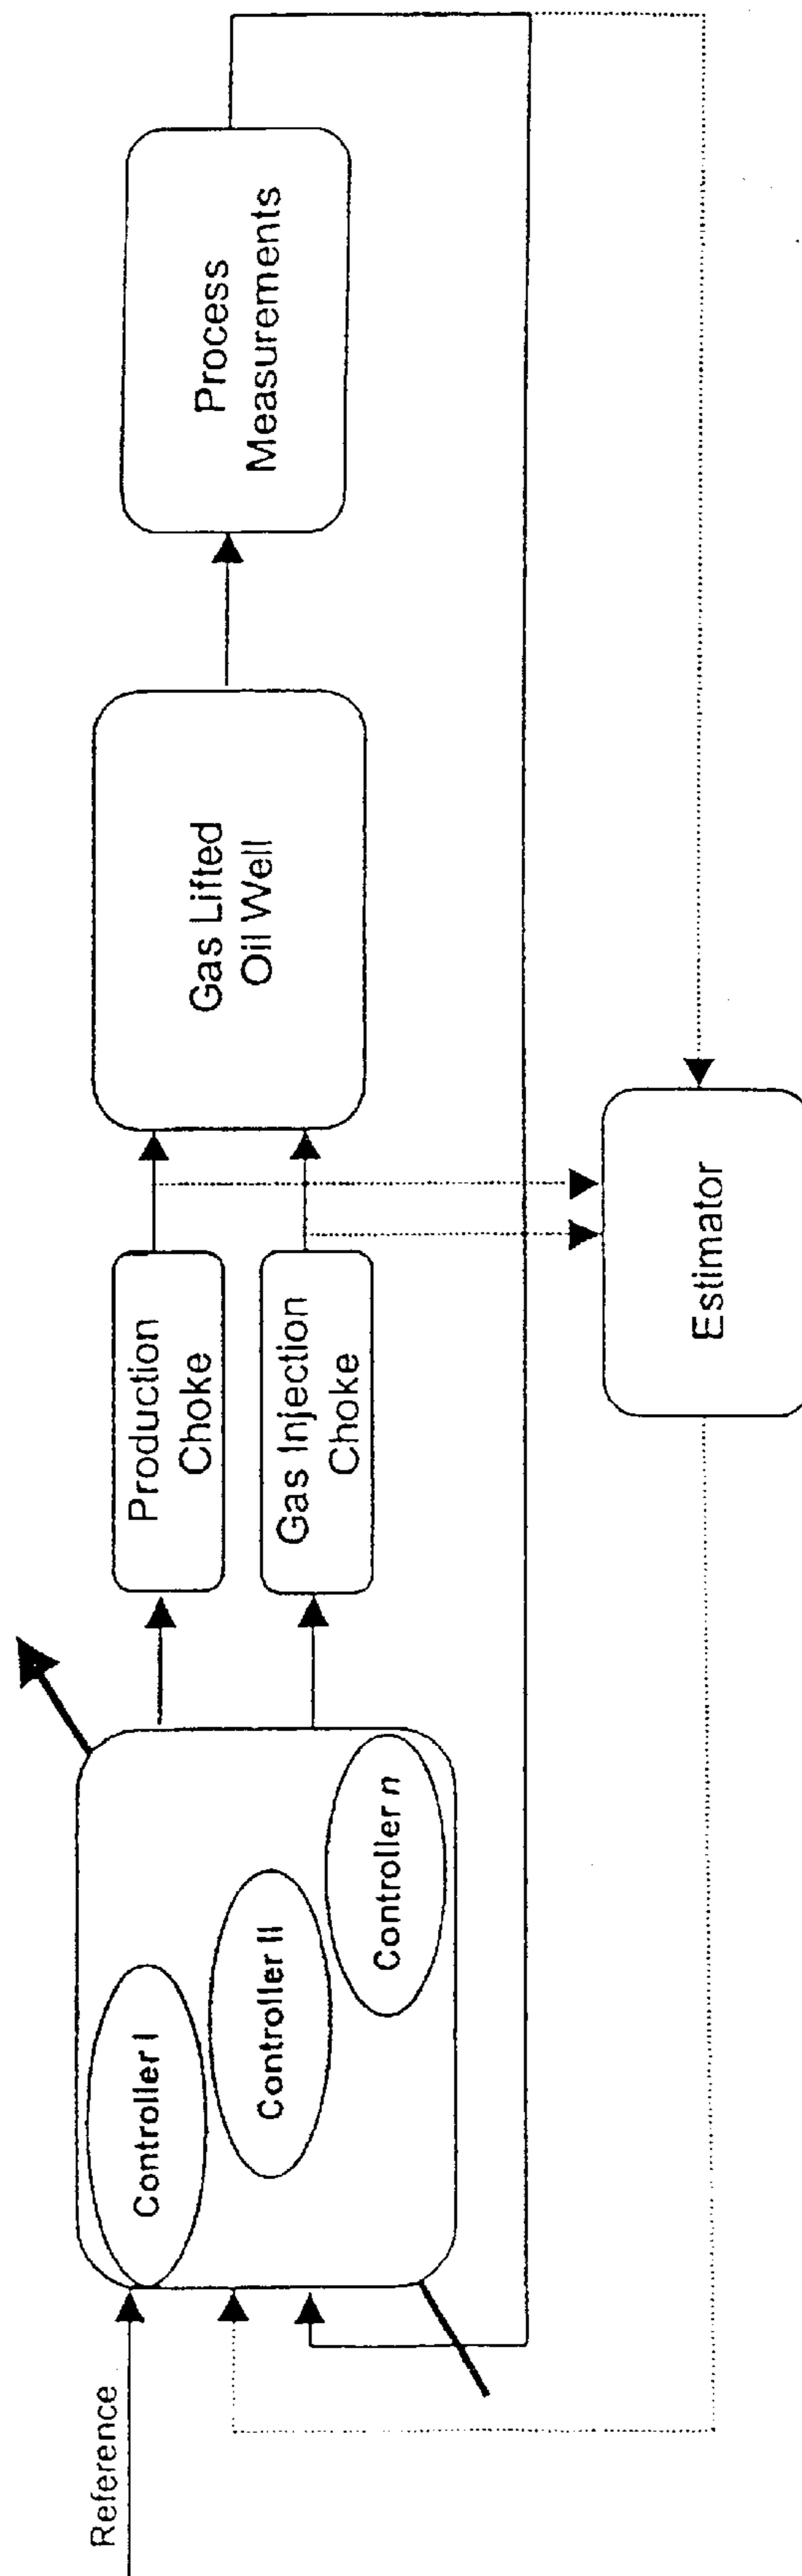 Reference
Controller I
Controller II
Controller n
Production
Choke
Gas Injection
Choke
Gas Lifted
Oil Well
Process
Measurements
Estimator